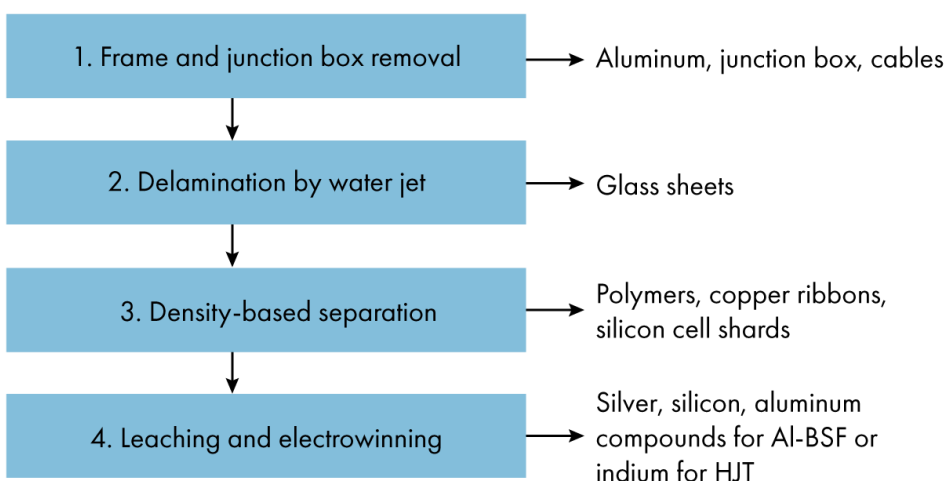 1. Frame and junction box removal
Aluminum, junction box, cables
2. Delamination by water jet
Glass sheets
3. Density-based separation
Polymers, copper ribbons,
silicon cell shards
4. Leaching and electrowinning
Silver, silicon, aluminum
compounds for Al-BSF or
indium for HJT